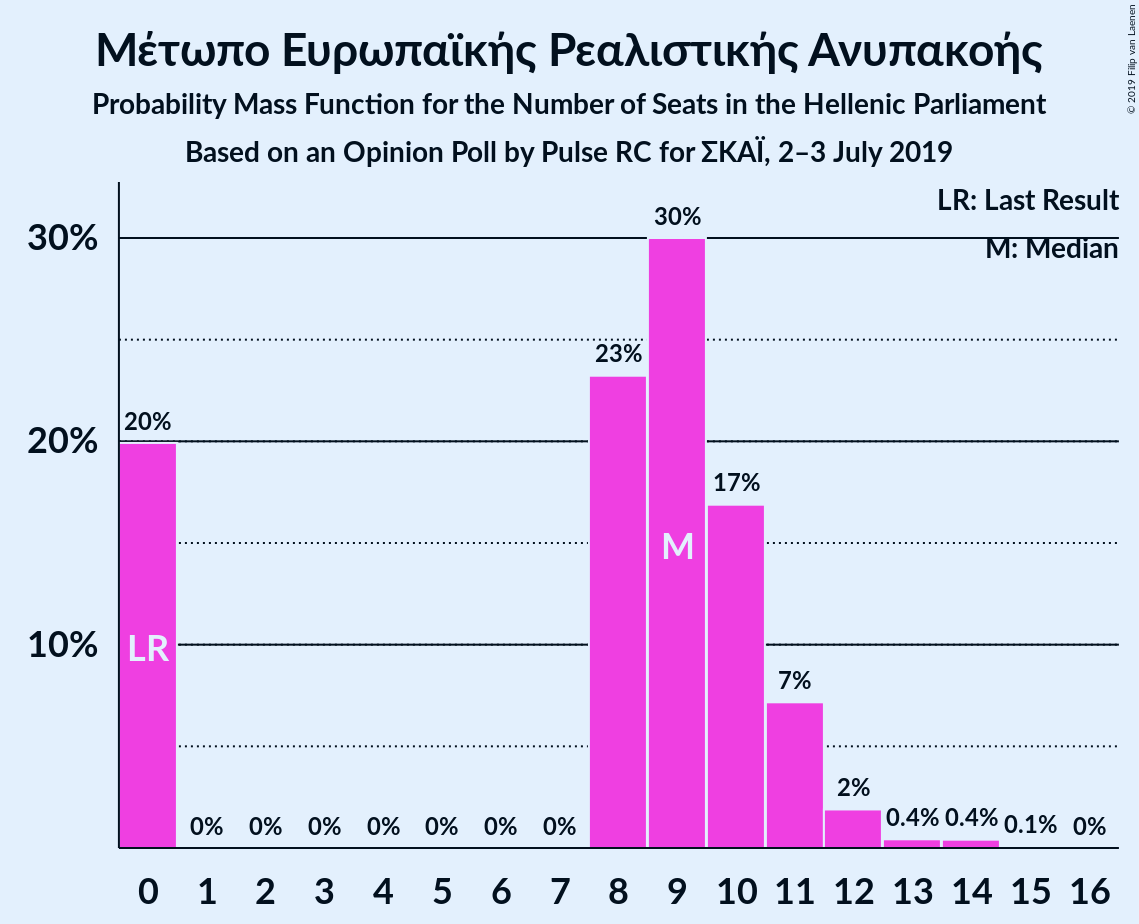 Μέτωπο Ευρωπαϊκής Ρεαλιστικής Ανυπακοής
Probability Mass Function for the Number of Seats in the Hellenic Parliament
Based on an Opinion Poll by Pulse RC for ΣΚΑΪ, 2–3 July 2019
© 2019 Filip van Laenen
LR: Last Result
M: Median
30%
20%
10%
20%
0%
0%
0%
0%
0%
0%
0%
23%
30%
17%
7%
2%
0.4%
0.4%
0.1%
0%
LR
M
0 1 2 3 4 5 6 7 8 9 10 11 12 13 14 15 16